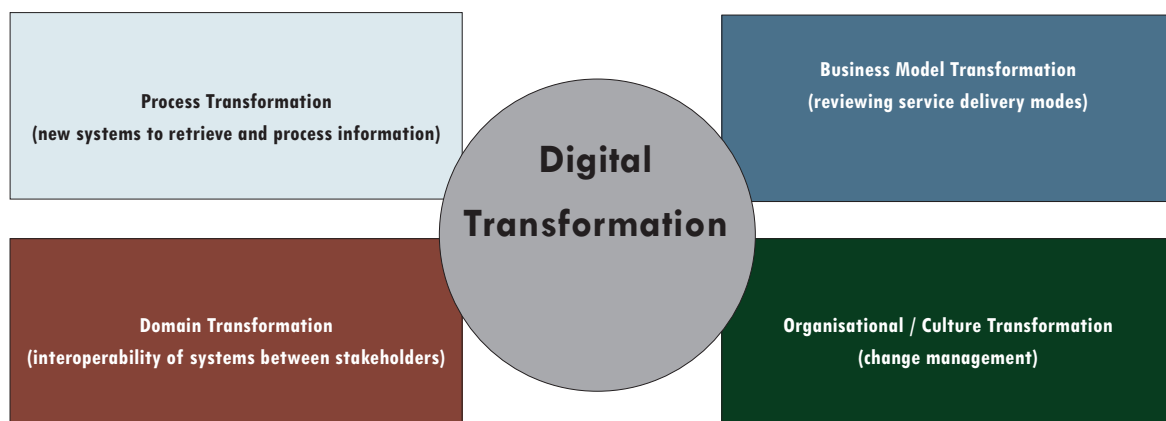 Process Transformation
(new systems to retrieve and process information)
Business Model Transformation
(reviewing service delivery modes)
Digital
Transformation
Domain Transformation
(interoperability of systems between stakeholders)
Organisational / Culture Transformation
(change management)